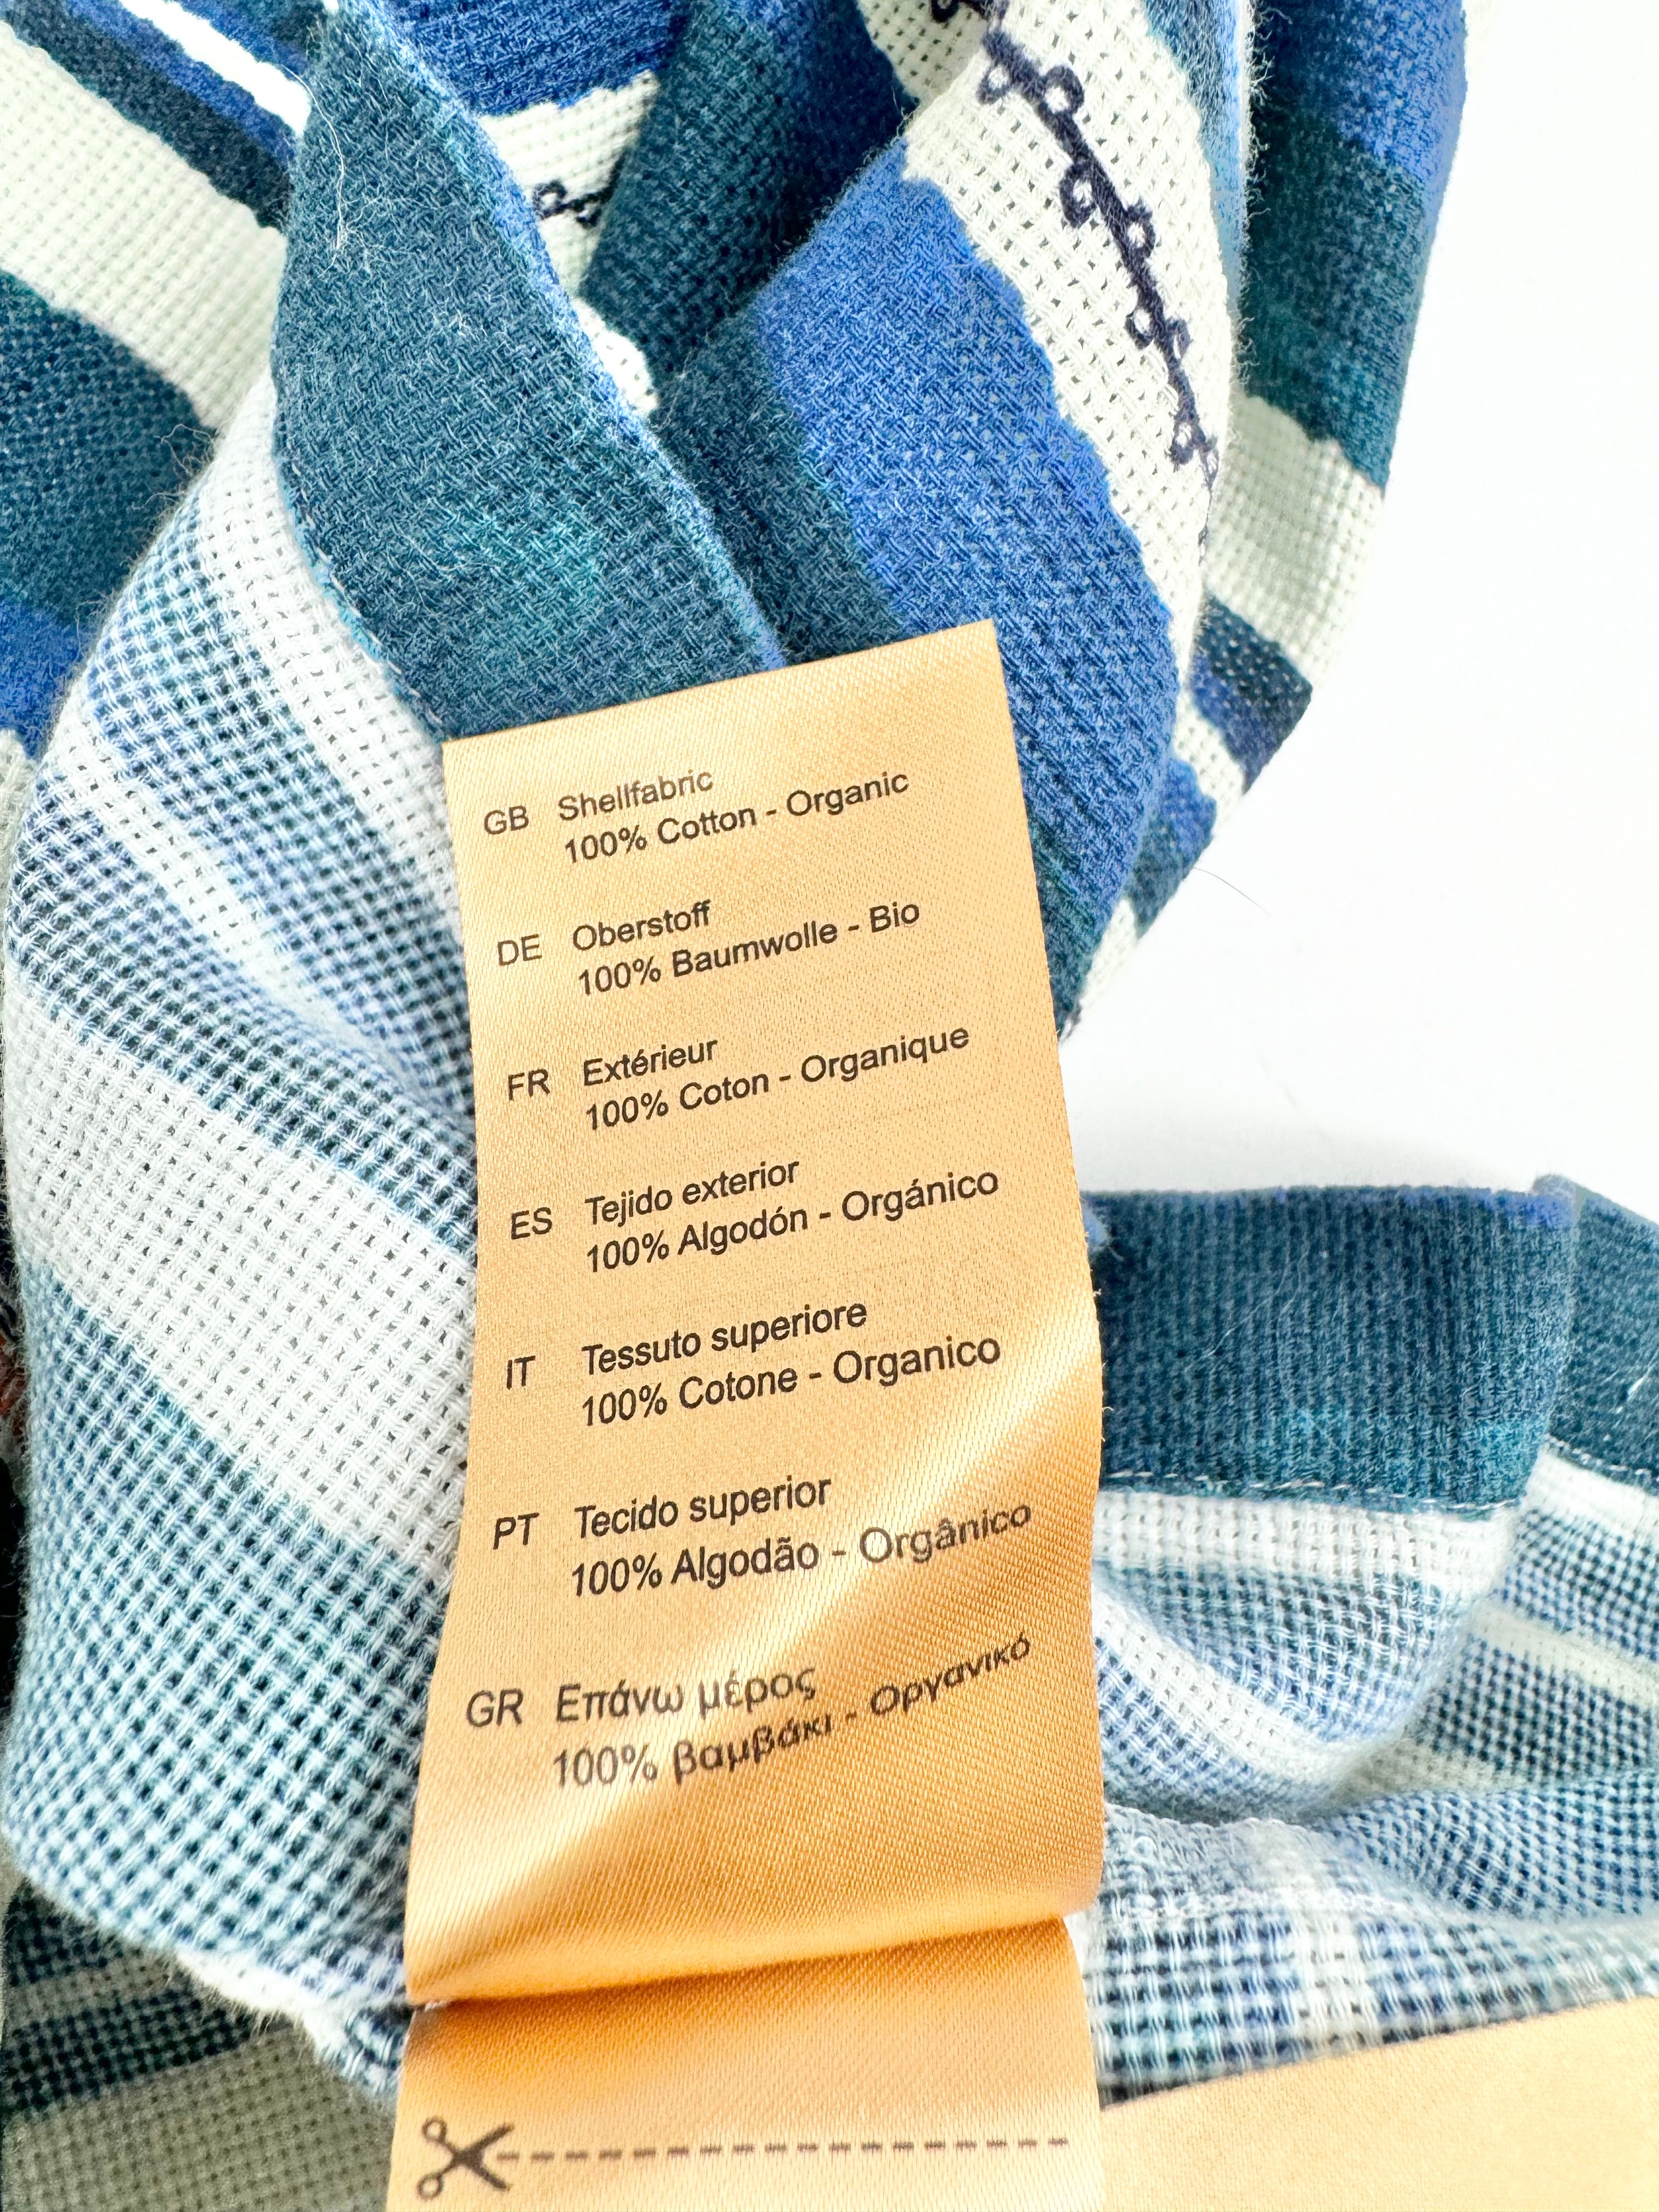 GB Shellfabric
100% Cotton - Organic
DE Oberstoff
100% Baumwolle - Bio
FR Extérieur
100% Coton - Organique
ES Tejido exterior
100% Algodón - Orgánico
IT Tessuto superiore
100% Cotone - Organico
PT Tecido superior
100% Algodão - Orgânico
GR Επάνω μέρος
100% βαμβάκι - Οργανικό